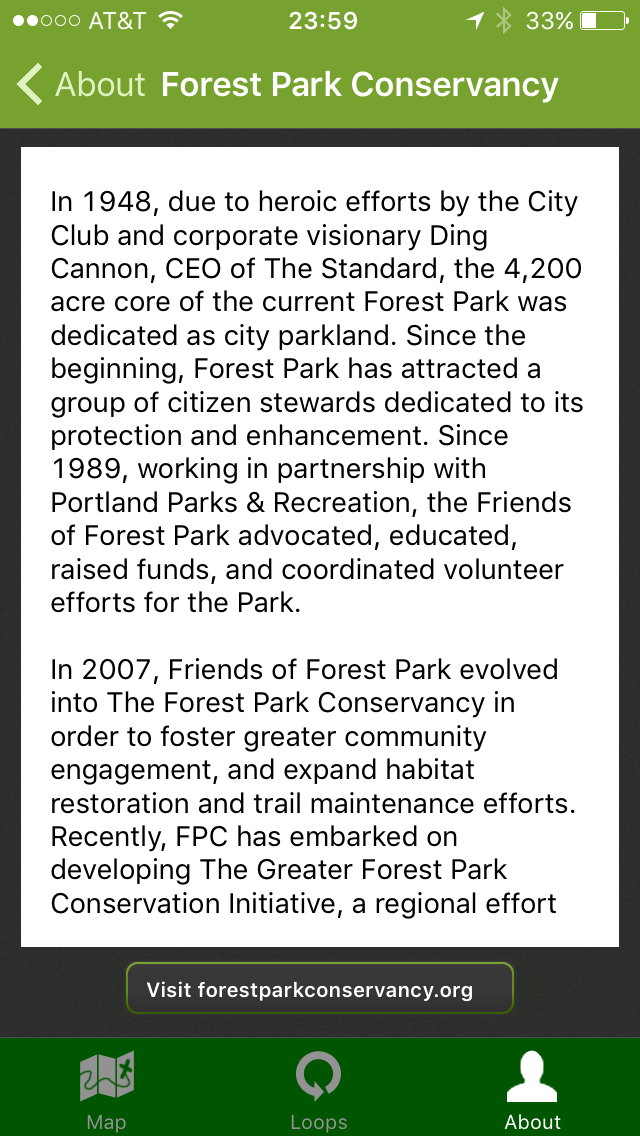 AT&T 23:59 33%
About Forest Park Conservancy
In 1948, due to heroic efforts by the City
Club and corporate visionary Ding
Cannon, CEO of The Standard, the 4,200
acre core of the current Forest Park was
dedicated as city parkland. Since the
beginning, Forest Park has attracted a
group of citizen stewards dedicated to its
protection and enhancement. Since
1989, working in partnership with
Portland Parks & Recreation, the Friends
of Forest Park advocated, educated,
raised funds, and coordinated volunteer
efforts for the Park.
In 2007, Friends of Forest Park evolved
into The Forest Park Conservancy in
order to foster greater community
engagement, and expand habitat
restoration and trail maintenance efforts.
Recently, FPC has embarked on
developing The Greater Forest Park
Conservation Initiative, a regional effort
Visit forestparkconservancy.org
Map Loops About